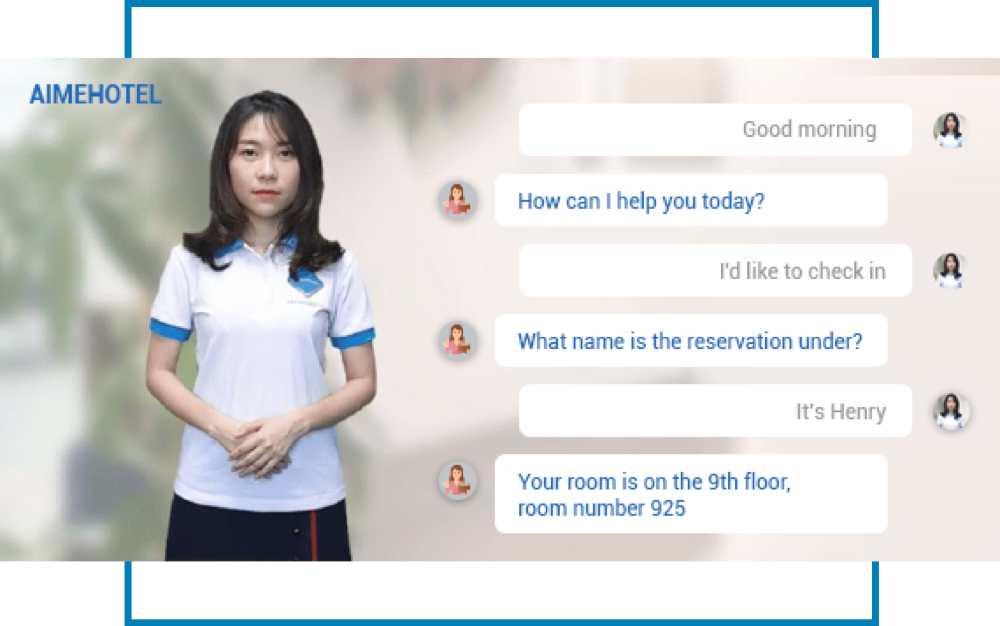 AIMEHOTEL
Good morning
How can I help you today?
I'd like to check in
What name is the reservation under?
It's Henry
Your room is on the 9th floor,
room number 925